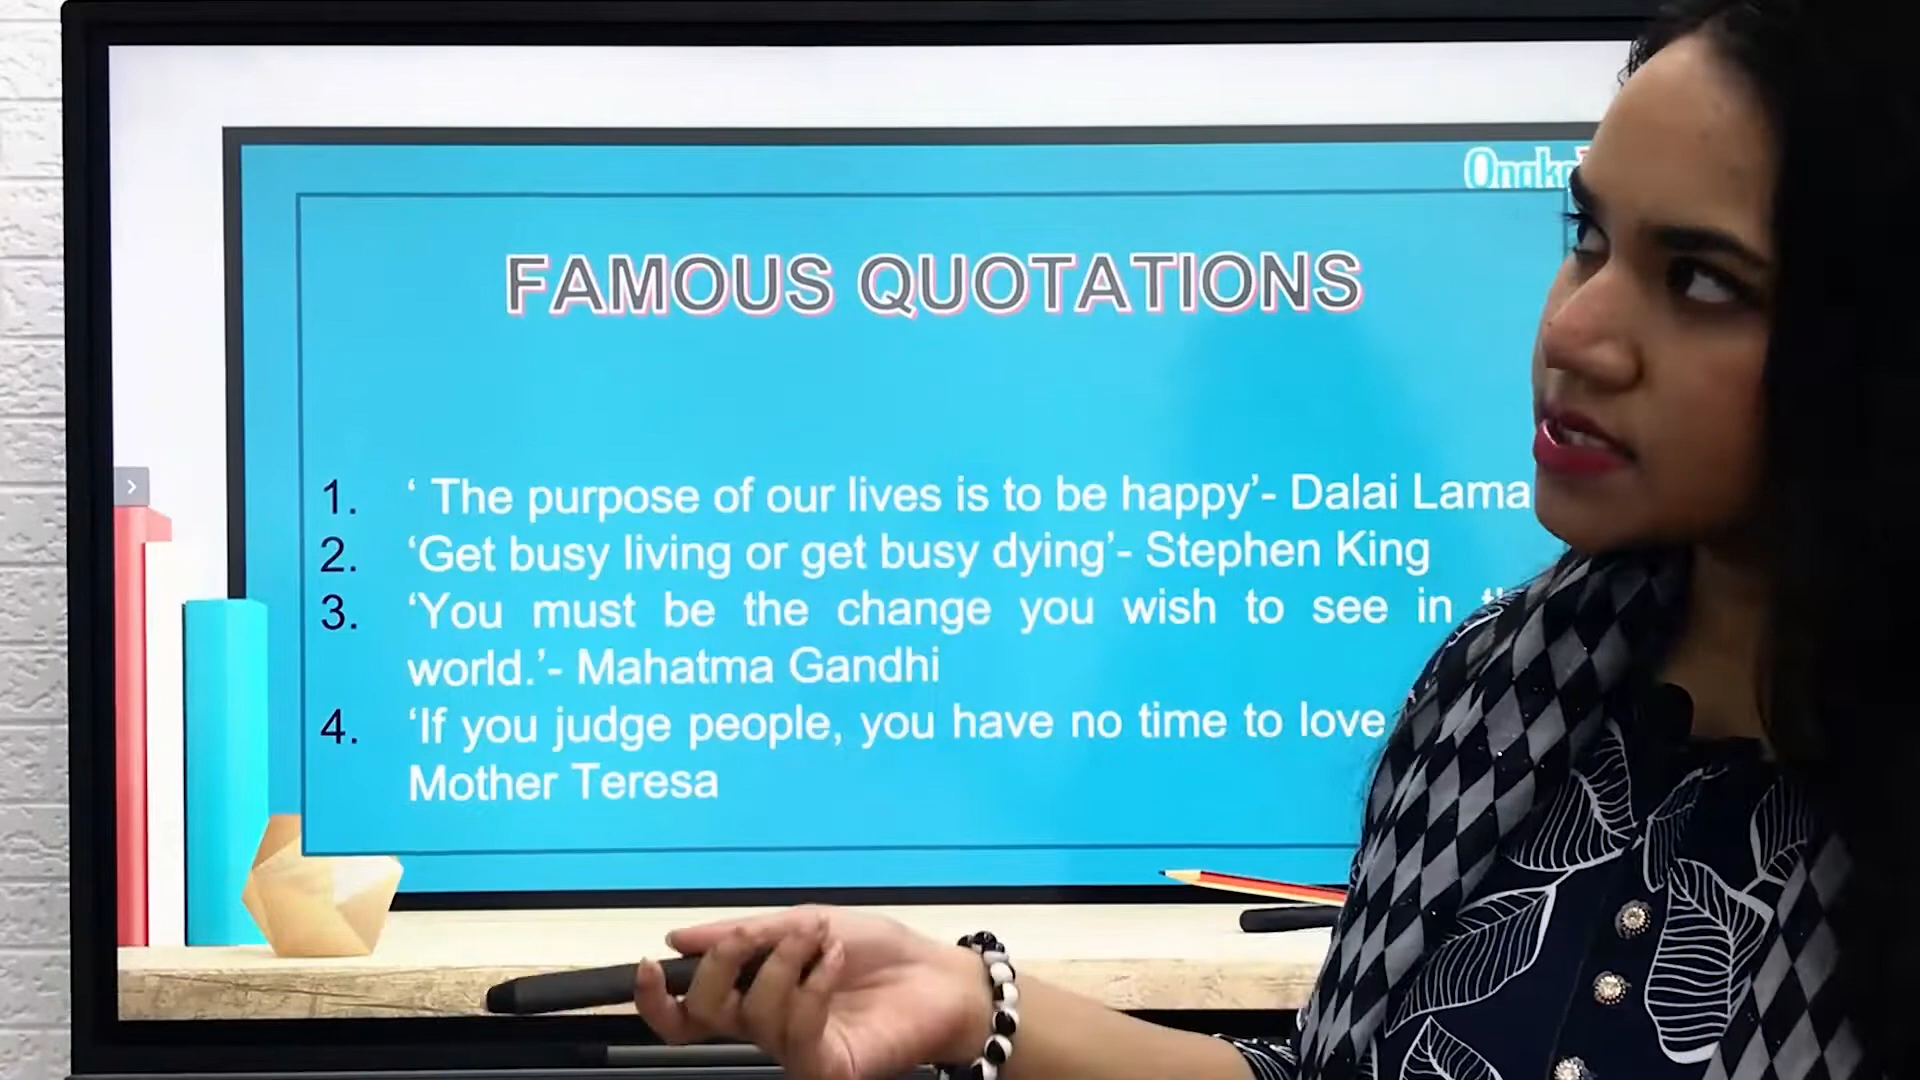 FAMOUS QUOTATIONS
1. ‘ The purpose of our lives is to be happy’- Dalai Lama
2. ‘Get busy living or get busy dying’- Stephen King
3. ‘You must be the change you wish to see in
world.’- Mahatma Gandhi
4. ‘If you judge people, you have no time to love
Mother Teresa